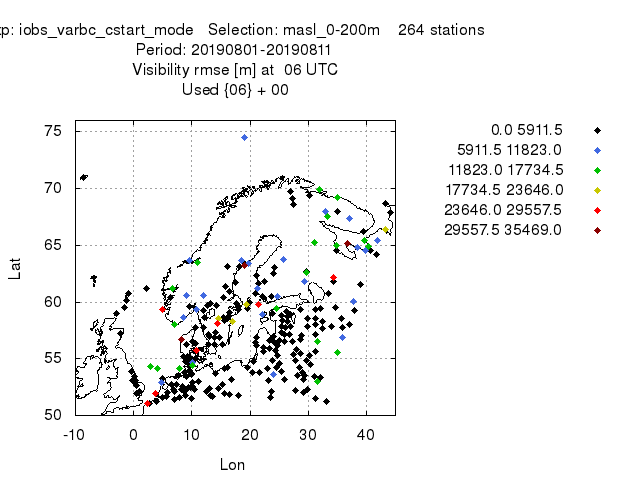 p: iobs_varbc_cstart_mode Selection: masl_0-200m 264 stations
Period: 20190801-20190811
Visibility rmse [m] at 06 UTC
Used {06} + 00
0.0 5911.5
5911.5 11823.0
11823.0 17734.5
17734.5 23646.0
23646.0 29557.5
29557.5 35469.0
75
70
65
60
55
50
Lat
-10 0 10 20 30 40
Lon